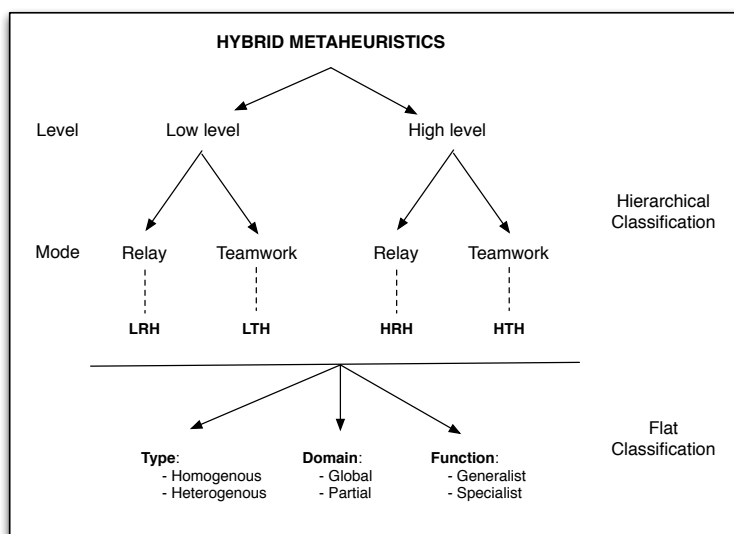 HYBRID METAHEURISTICS
Level
Low level
High level
Hierarchical
Classification
Mode
Relay
Teamwork
Relay
Teamwork
LRH
LTH
HRH
HTH
Flat
Classification
Type:
- Homogenous
- Heterogenous
Domain:
- Global
- Partial
Function:
- Generalist
- Specialist